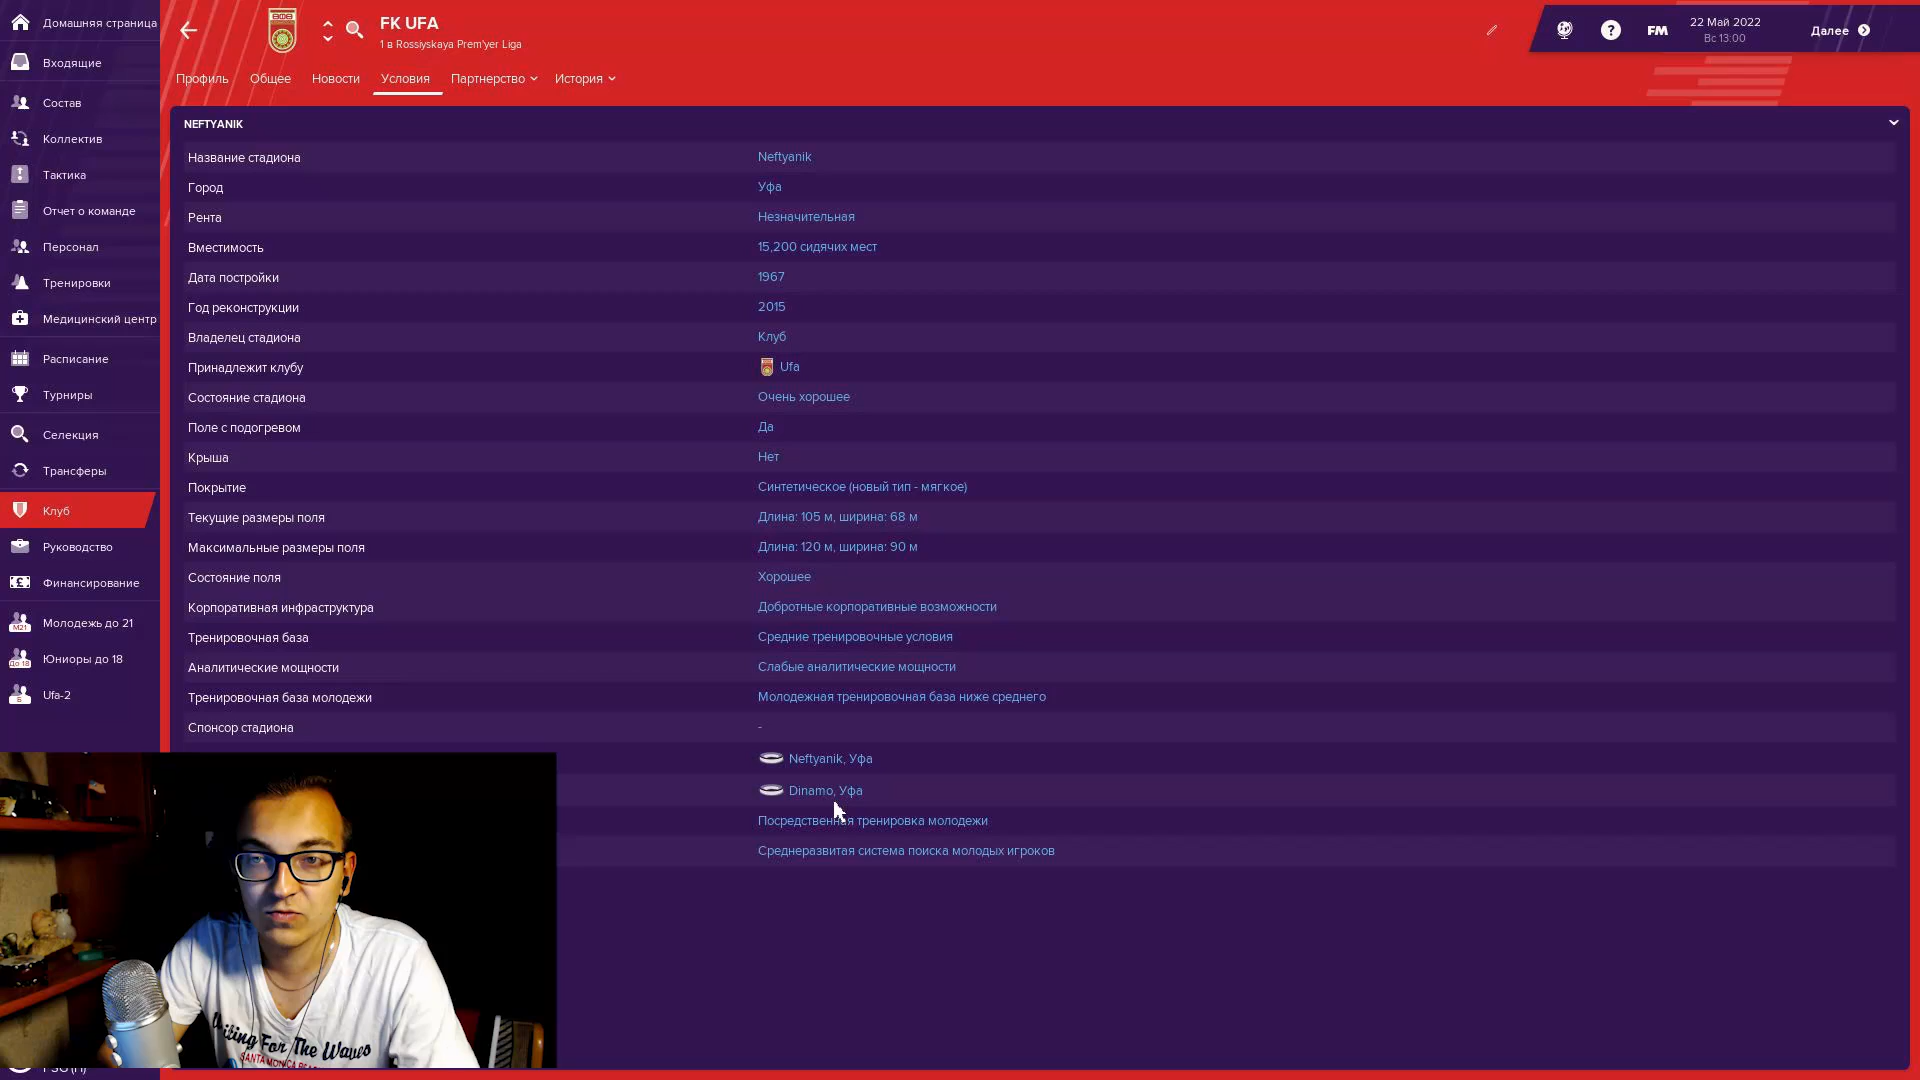 Домашняя страница
Входящие
Состав
Коллектив
Тактика
Отчет о команде
Персонал
Тренировки
Медицинский центр
Расписание
Турниры
Селекция
Трансферы
Клуб
Руководство
Финансирование
Молодежь до 21
Юниоры до 18
Ufa-2
FK UFA
1 в Rossiyskaya Prem'yer Liga
FM
22 Май 2022
Вс 13:00
Далее
Профиль
Общее
Новости
Условия
Партнерство
История
NEFTYANIK
Название стадиона Neftyanik
Город Уфа
Рента Незначительная
Вместимость 15,200 сидячих мест
Дата постройки 1967
Год реконструкции 2015
Владелец стадиона Клуб
Принадлежит клубу Ufa
Состояние стадиона Очень хорошее
Поле с подогревом Да
Крыша Нет
Покрытие Синтетическое (новый тип - мягкое)
Текущие размеры поля Длина: 105 м, ширина: 68 м
Максимальные размеры поля Длина: 120 м, ширина: 90 м
Состояние поля Хорошее
Корпоративная инфраструктура Добротные корпоративные возможности
Тренировочная база Средние тренировочные условия
Аналитические мощности Слабые аналитические мощности
Тренировочная база молодежи Молодежная тренировочная база ниже среднего
Спонсор стадиона -
Neftyanik, Уфа
Dinamo, Уфа
Посредственная тренировка молодежи
Среднеразвитая система поиска молодых игроков
Waiting For The Waves
SANTA MONICA